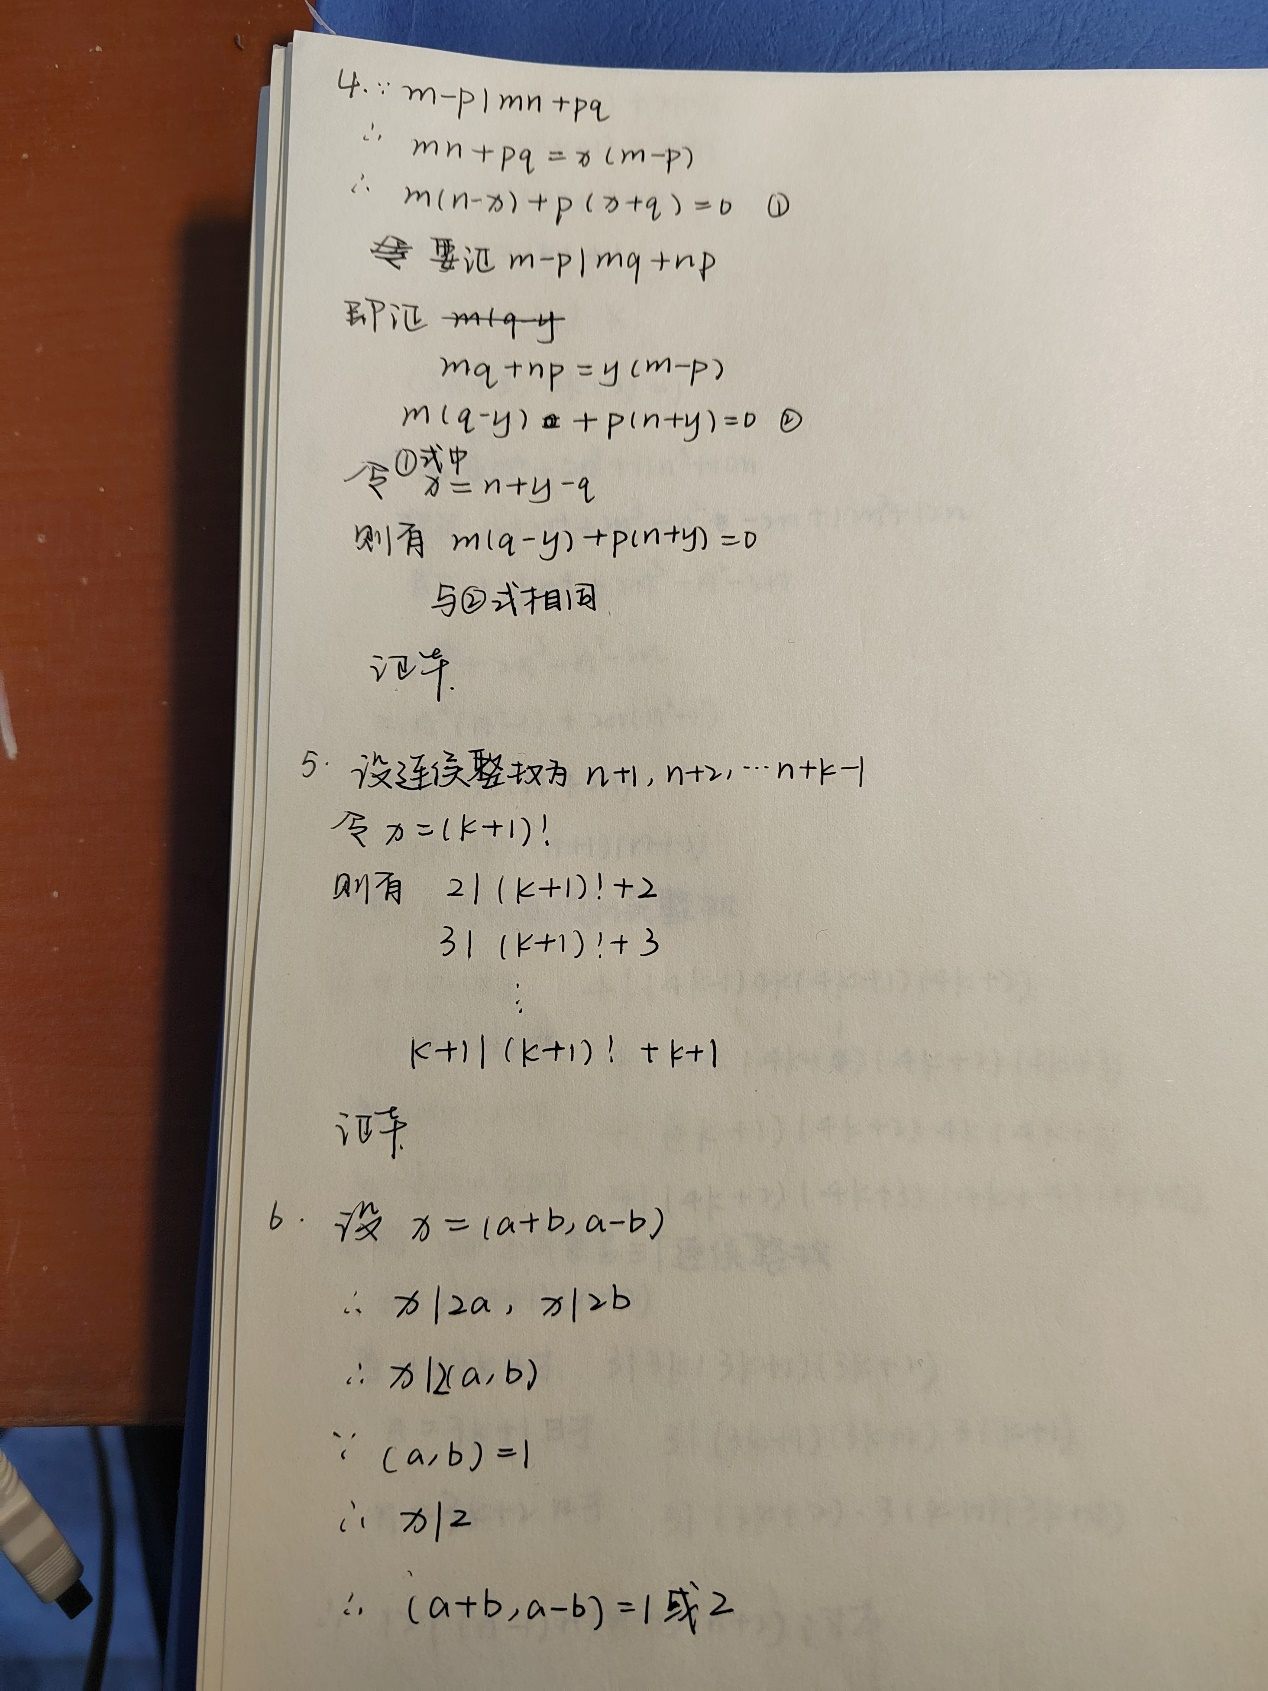 4. ∵ m-p|mn+pq
∴ mn+pq=x(m-p)
∴ m(n-x)+p(x+q)=0 ①
要证 m-p|mq+np
即证 m(q-y
mq+np=y(m-p)
m(q-y) +p(n+y)=0 ②
令①式中 x=n+y-q
则有 m(q-y)+p(n+y)=0
与②式相同
证毕.
5. 设连续整数为 n+1, n+2, …n+k-1
令 x=(k+1)!
则有 2|(k+1)!+2
3|(k+1)!+3
⋮
k+1|(k+1)!+k+1
证毕
6. 设 x=(a+b, a-b)
∴ x|2a, x|2b
∴ x|2(a,b)
∵ (a,b)=1
∴ x|2
∴ (a+b,a-b)=1或2